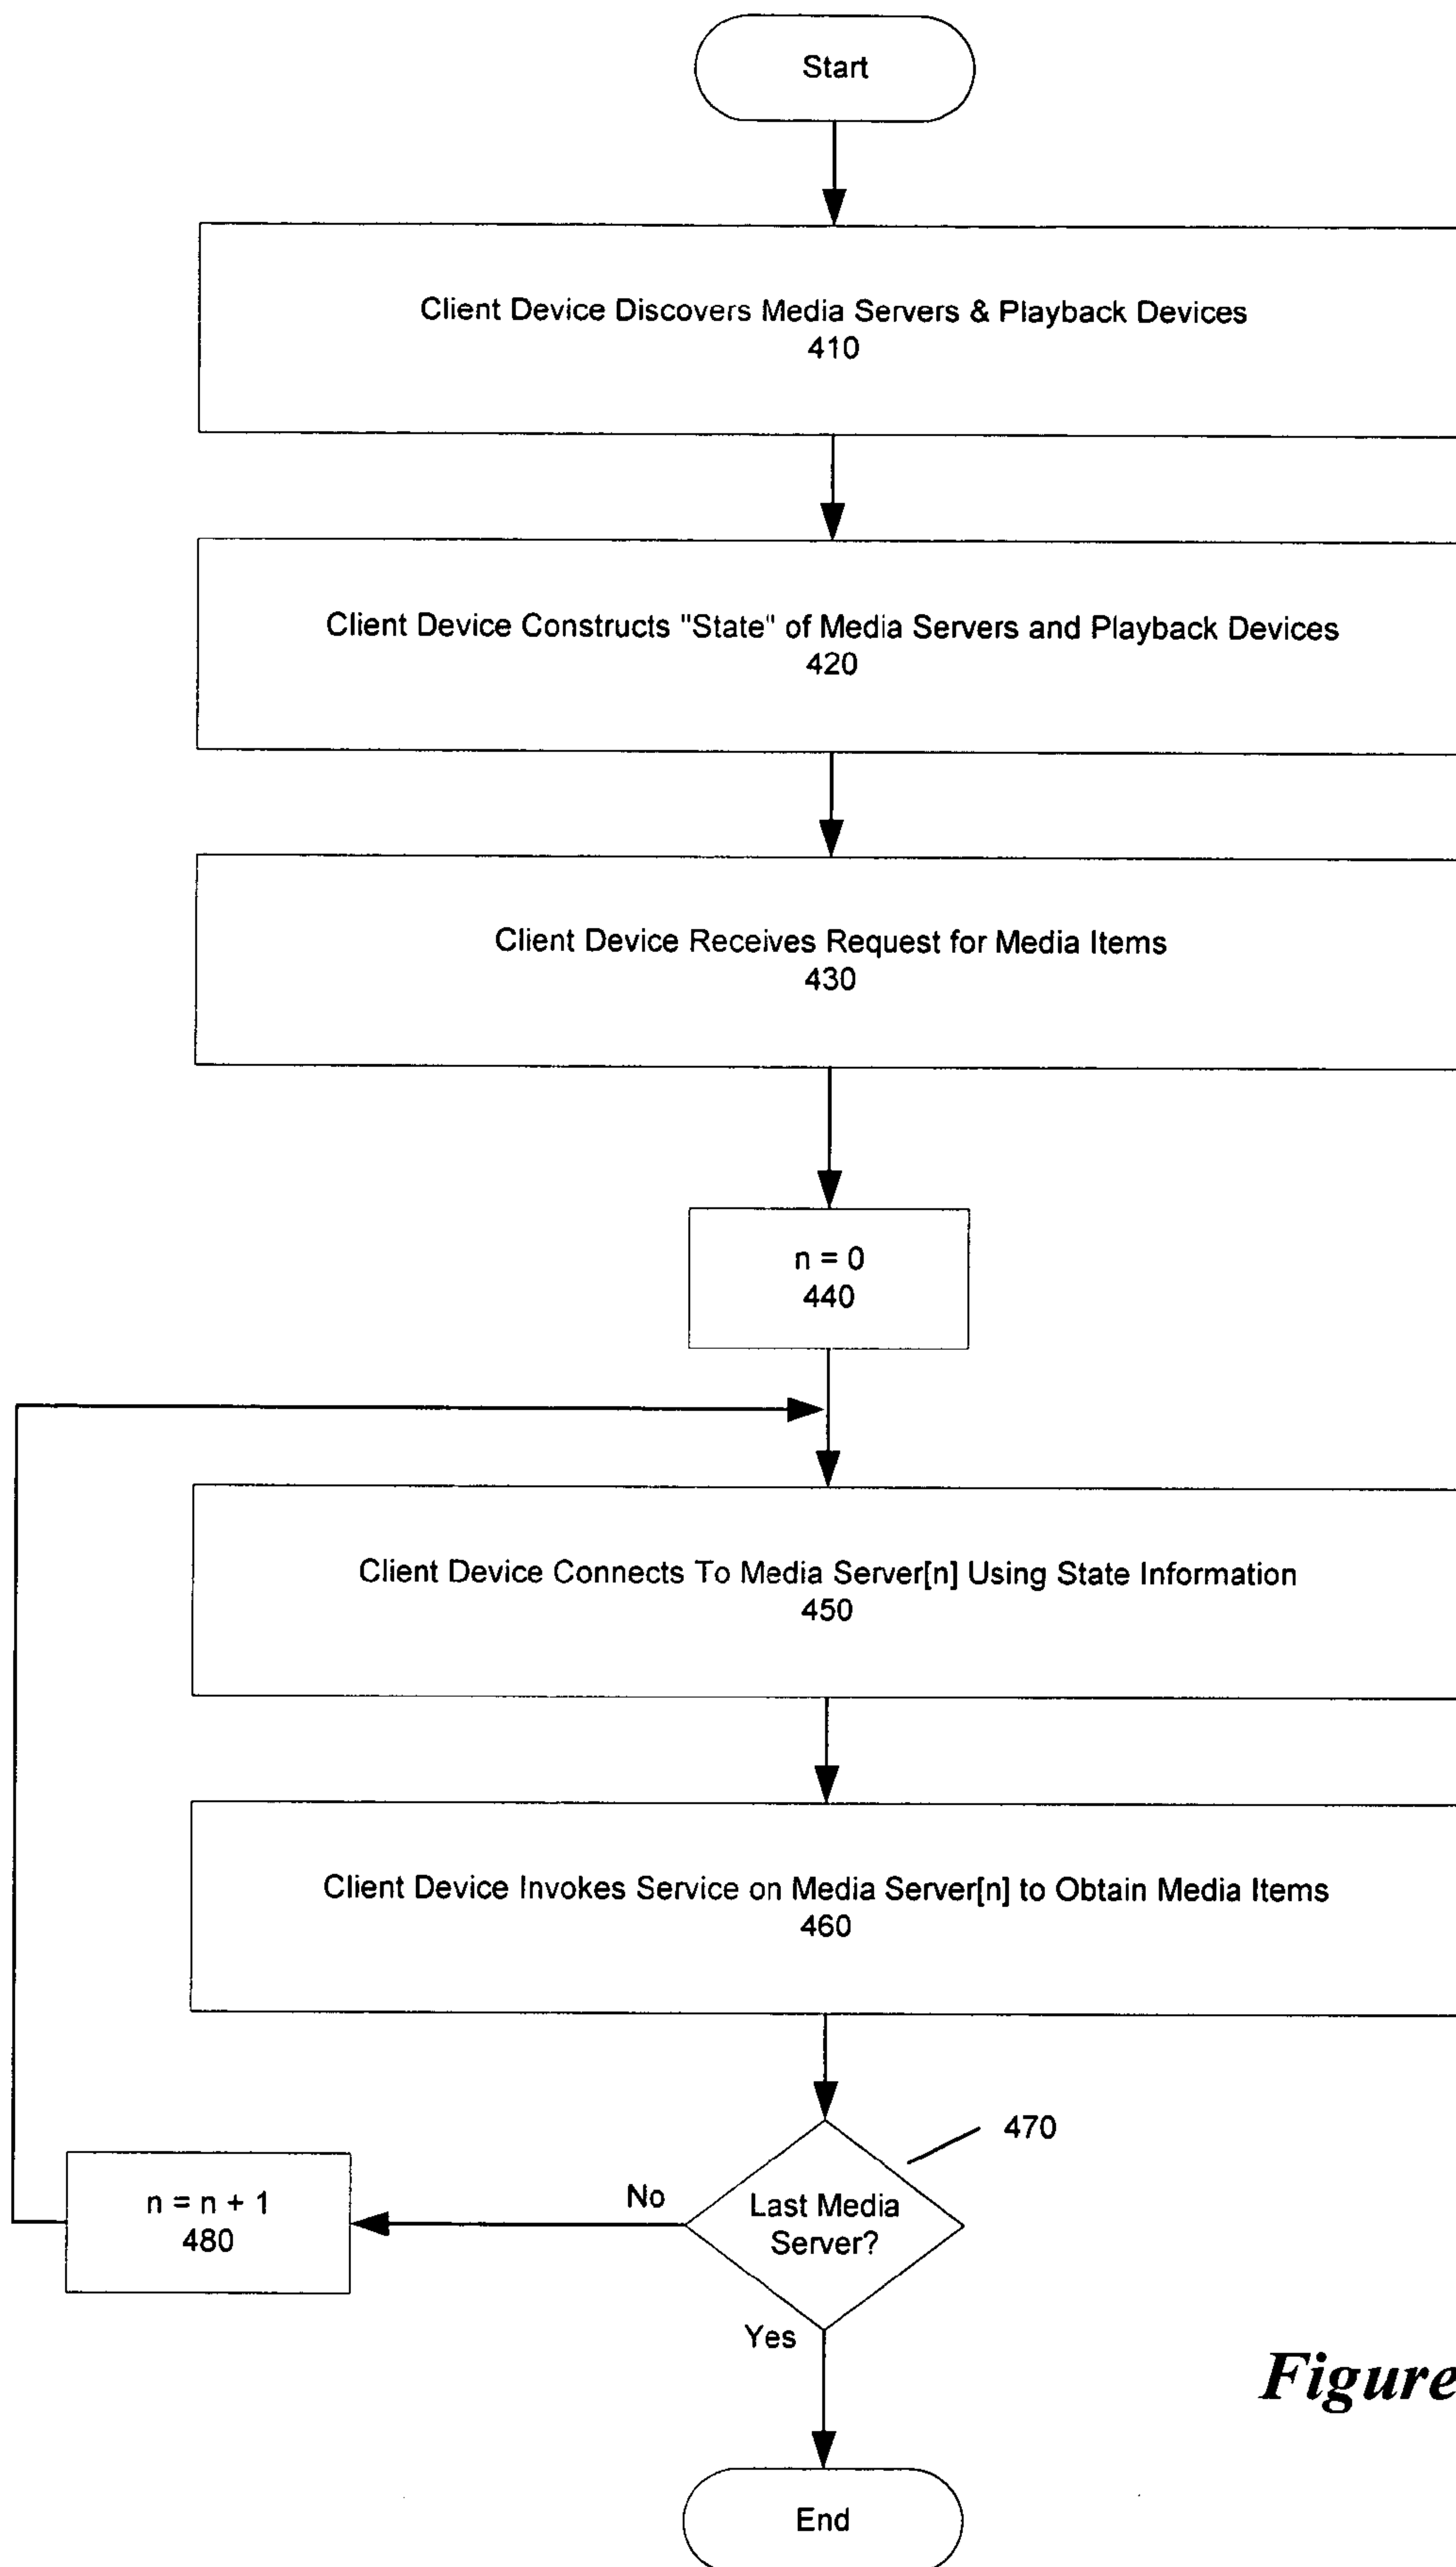 Start
Client Device Discovers Media Servers & Playback Devices
410
Client Device Constructs "State" of Media Servers and Playback Devices
420
Client Device Receives Request for Media Items
430
n = 0
440
Client Device Connects To Media Server[n] Using State Information
450
Client Device Invokes Service on Media Server[n] to Obtain Media Items
460
470
Last Media
Server?
No
n = n + 1
480
Yes
Figure
End